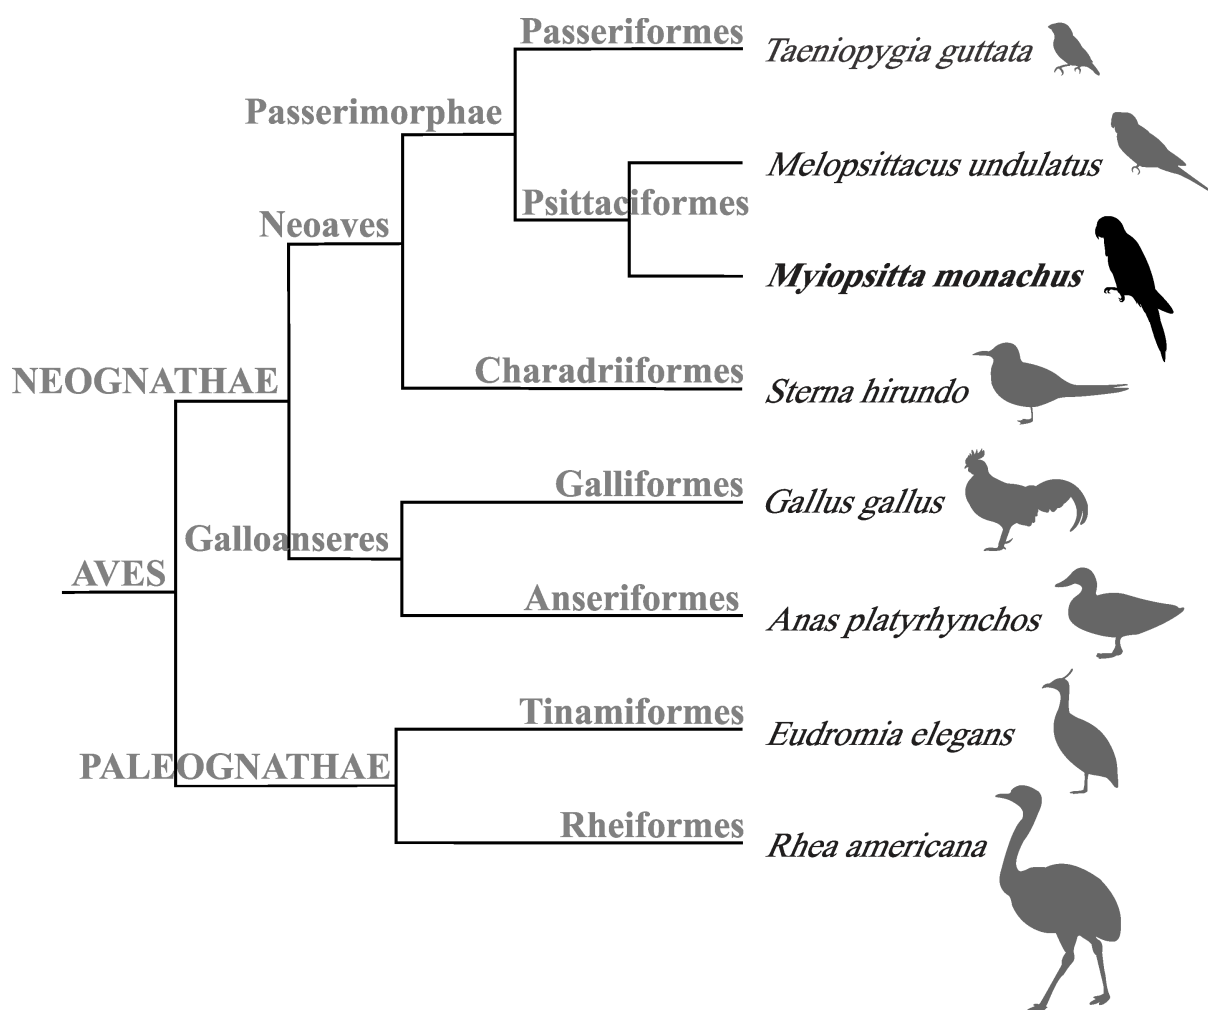 Passeriformes
Taeniopygia guttata
Passerimorphae
Melopsittacus undulatus
Psittaciformes
Neoaves
Myiopsitta monachus
Charadriiformes
NEOGNATHAE
Sterna hirundo
Galliformes
Gallus gallus
Galloanseres
AVES
Anseriformes
Anas platyrhynchos
Tinamiformes
Eudromia elegans
PALEOGNATHAE
Rheiformes
Rhea americana